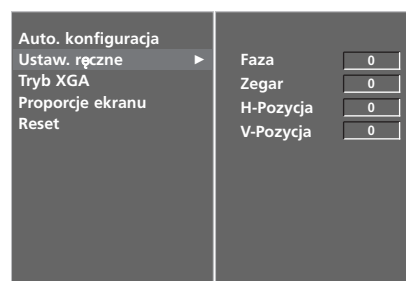 Auto. konfiguracja
Ustaw. ręczne ►
Tryb XGA
Proporcje ekranu
Reset
Faza 0
Zegar 0
H-Pozycja 0
V-Pozycja 0